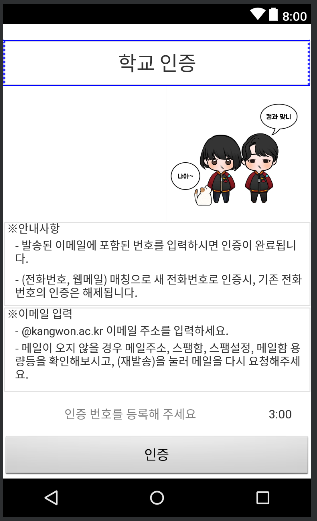 8:00
학교 인증
결과 맞니
나아~
※안내사항
- 발송된 이메일에 포함된 번호를 입력하시면 인증이 완료됩니
다.
- (전화번호, 웹메일) 매칭으로 새 전화번호로 인증시, 기존 전화
번호의 인증은 해제됩니다.
※이메일 입력
- @kangwon.ac.kr 이메일 주소를 입력하세요.
- 메일이 오지 않을 경우 메일주소, 스팸함, 스팸설정, 메일함 용
량들을 확인해보시고, (재발송)을 눌러 메일을 다시 요청해주세
요.
인증 번호를 등록해 주세요 3:00
인증